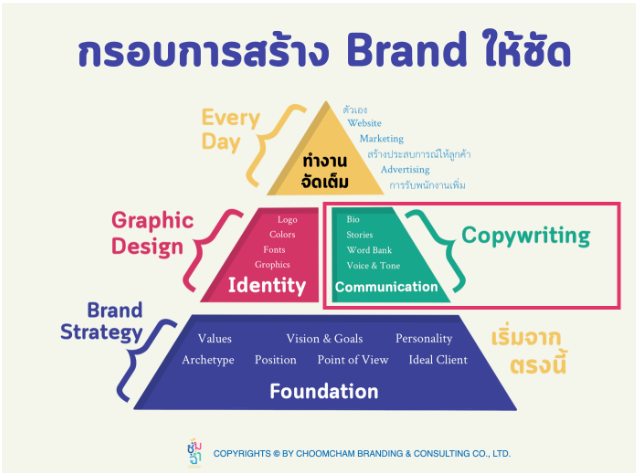 กรอบการสร้าง Brand ให้ชัด
Every
Day
ทำงาน
จัดเต็ม
ตัวเอง
Website
Marketing
สร้างประสบการณ์ให้ลูกค้า
Advertising
การรับพนักงานเพิ่ม
Graphic
Design
Logo
Colors
Fonts
Graphics
Identity
Bio
Stories
Word Bank
Voice & Tone
Communication
Copywriting
Brand
Strategy
Values Vision & Goals Personality
Archetype Position Point of View Ideal Client
Foundation
เริ่มจาก
ตรงนี้
ชุ่มฉ่ำ
COPYRIGHTS © BY CHOOMCHAM BRANDING & CONSULTING CO., LTD.